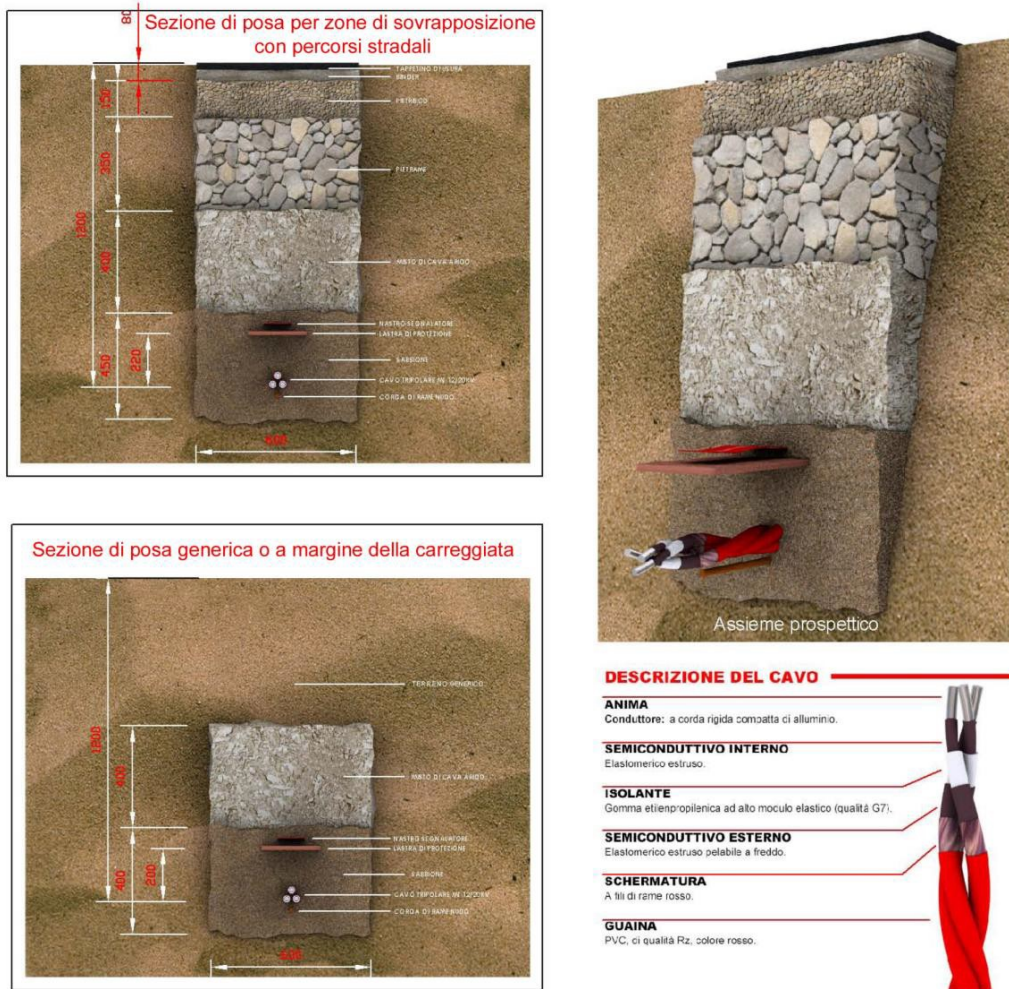 Sezione di posa per zone di sovrapposizione
con percorsi stradali
80
TAPPETINO DI USURA
BINDER
150
PIETRISCO
350
PIETRAME
1200
400
MISTO DI CAVA ARIDO
NASTRO SEGNALATORE
LASTRA DI PROTEZIONE
450
220
SABBIONE
CAVO TRIPOLARE MT 12/20KV
CORDA DI RAME NUDO
600
Sezione di posa generica o a margine della carreggiata
TERRENO GENERICO
1200
400
MISTO DI CAVA ARIDO
NASTRO SEGNALATORE
LASTRA DI PROTEZIONE
400
200
SABBIONE
CAVO TRIPOLARE MT 12/20KV
CORDA DI RAME NUDO
600
Assieme prospettico
DESCRIZIONE DEL CAVO
ANIMA
Conduttore: a corda rigida compatta di alluminio.
SEMICONDUTTIVO INTERNO
Elastomerico estruso.
ISOLANTE
Gomma etilenpropilenica ad alto modulo elastico (qualità G7).
SEMICONDUTTIVO ESTERNO
Elastomerico estruso pelabile a freddo.
SCHERMATURA
A fili di rame rosso.
GUAINA
PVC, di qualità Rz, colore rosso.